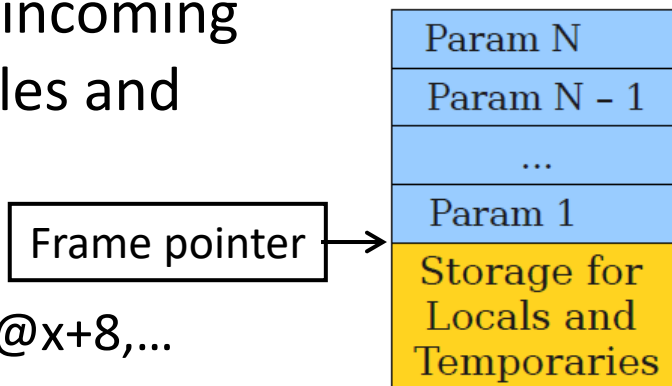 incoming
les and
Frame pointer
@x+8,...
Param N
Param N – 1
...
Param 1
Storage for
Locals and
Temporaries